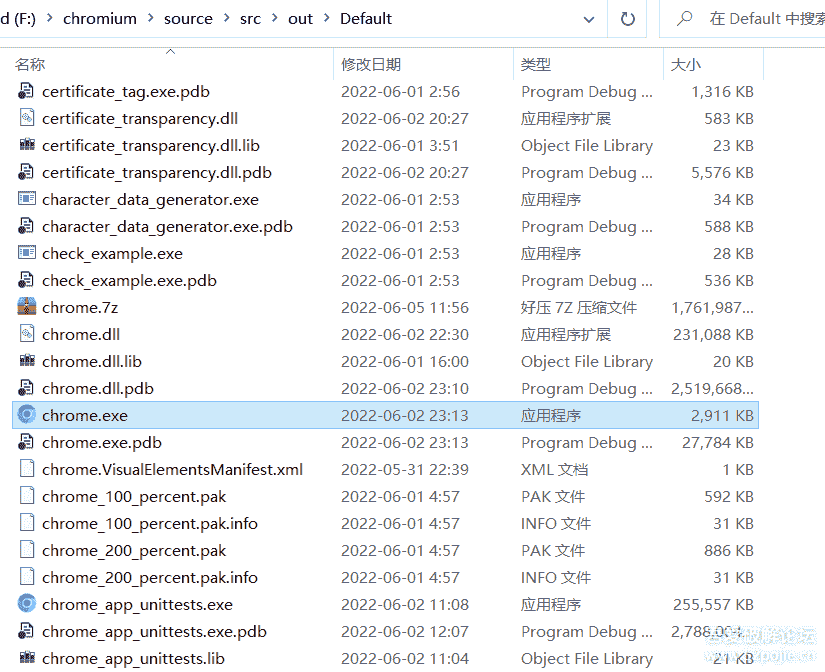 d (F:) › chromium › source › src › out › Default 在 Default 中搜索
名称 修改日期 类型 大小
certificate_tag.exe.pdb 2022-06-01 2:56 Program Debug ... 1,316 KB
certificate_transparency.dll 2022-06-02 20:27 应用程序扩展 583 KB
certificate_transparency.dll.lib 2022-06-01 3:51 Object File Library 23 KB
certificate_transparency.dll.pdb 2022-06-02 20:27 Program Debug ... 5,576 KB
character_data_generator.exe 2022-06-01 2:53 应用程序 34 KB
character_data_generator.exe.pdb 2022-06-01 2:53 Program Debug ... 588 KB
check_example.exe 2022-06-01 2:53 应用程序 28 KB
check_example.exe.pdb 2022-06-01 2:53 Program Debug ... 536 KB
chrome.7z 2022-06-05 11:56 好压 7Z 压缩文件 1,761,987...
chrome.dll 2022-06-02 22:30 应用程序扩展 231,088 KB
chrome.dll.lib 2022-06-01 16:00 Object File Library 20 KB
chrome.dll.pdb 2022-06-02 23:10 Program Debug ... 2,519,668...
chrome.exe 2022-06-02 23:13 应用程序 2,911 KB
chrome.exe.pdb 2022-06-02 23:13 Program Debug ... 27,784 KB
chrome.VisualElementsManifest.xml 2022-05-31 22:39 XML 文档 1 KB
chrome_100_percent.pak 2022-06-01 4:57 PAK 文件 592 KB
chrome_100_percent.pak.info 2022-06-01 4:57 INFO 文件 31 KB
chrome_200_percent.pak 2022-06-01 4:57 PAK 文件 886 KB
chrome_200_percent.pak.info 2022-06-01 4:57 INFO 文件 31 KB
chrome_app_unittests.exe 2022-06-02 11:08 应用程序 255,557 KB
chrome_app_unittests.exe.pdb 2022-06-02 12:07 Program Debug ...
chrome_app_unittests.lib 2022-06-02 11:04 Object File Library 21 KB